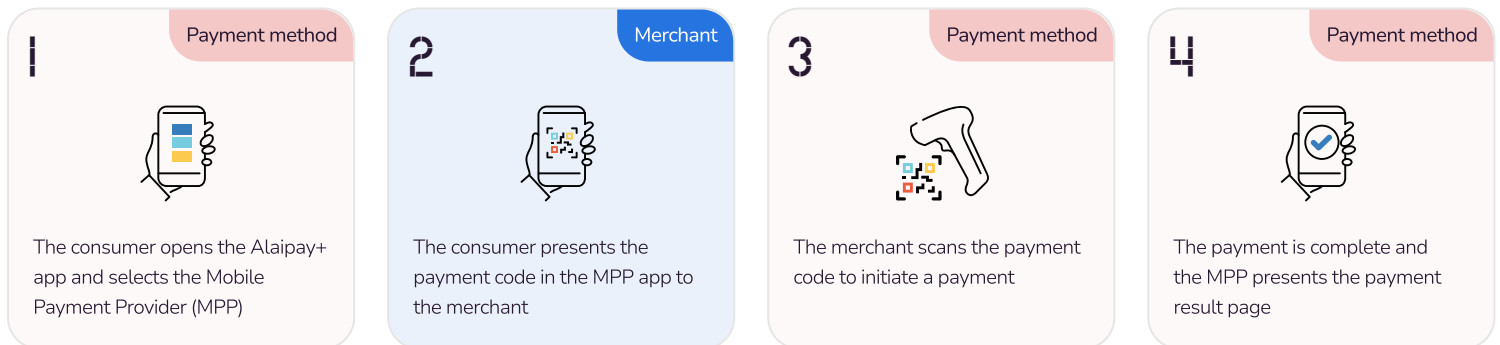 1
Payment method
The consumer opens the Alaipay+
app and selects the Mobile
Payment Provider (MPP)
2
Merchant
The consumer presents the
payment code in the MPP app to
the merchant
3
Payment method
The merchant scans the payment
code to initiate a payment
4
Payment method
The payment is complete and
the MPP presents the payment
result page